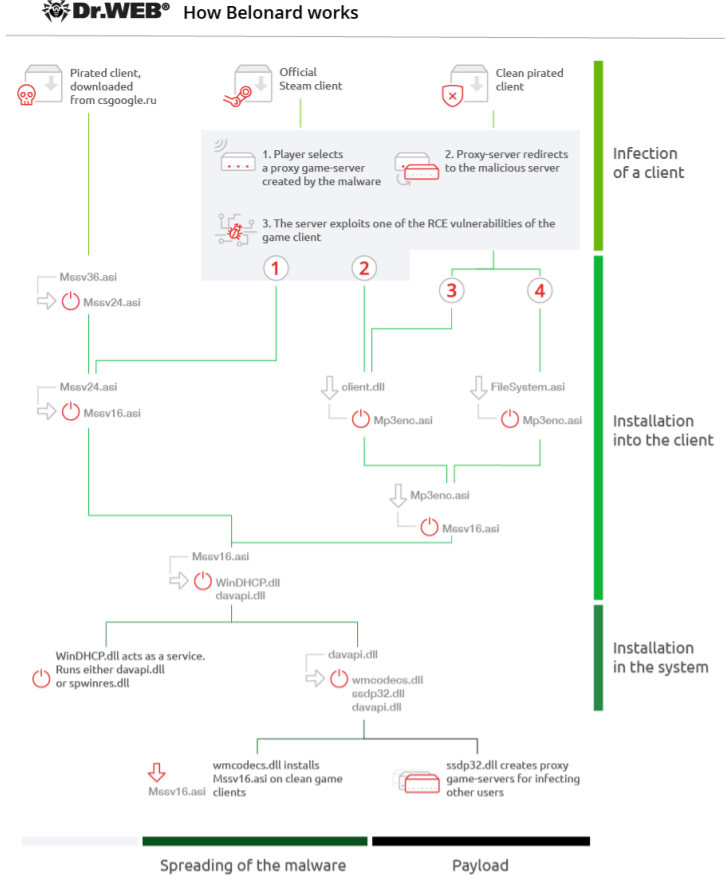 Dr.WEB® How Belonard works
Pirated client,
downloaded
from csgoogle.ru
Official
Steam client
Clean pirated
client
1. Player selects
a proxy game-server
created by the malware
2. Proxy-server redirects
to the malicious server
3. The server exploits one of the RCE vulnerabilities of the
game client
Infection
of a client
1
2
3
4
Mssv36.asi
Mssv24.asi
Mssv24.asi
Mssv16.asi
client.dll
Mp3enc.asi
FileSystem.asi
Mp3enc.asi
Installation
into the client
Mp3enc.asi
Mssv16.asi
Mssv16.asi
WinDHCP.dll
davapi.dll
WinDHCP.dll acts as a service.
Runs either davapi.dll
or spwinres.dll
davapi.dll
wmcodecs.dll
ssdp32.dll
davapi.dll
Installation
in the system
Mssv16.asi
wmcodecs.dll installs
Mssv16.asi on clean game
clients
ssdp32.dll creates proxy
game-servers for infecting
other users
Spreading of the malware
Payload